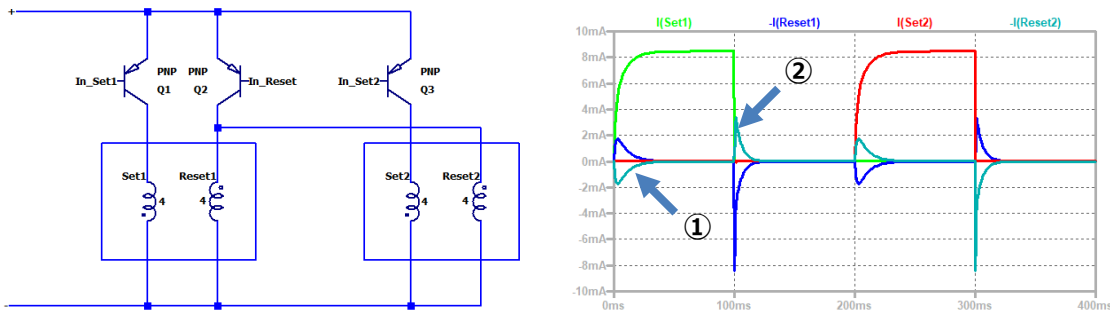 +
In_Set1
PNP
Q1
PNP
Q2
In_Reset
In_Set2
PNP
Q3
Set1
4
Reset1
4
Set2
4
Reset2
4
-
I(Set1) -I(Reset1) I(Set2) -I(Reset2)
10mA
8mA
6mA
4mA
2mA
0mA
-2mA
-4mA
-6mA
-8mA
-10mA
②
①
0ms 100ms 200ms 300ms 400ms